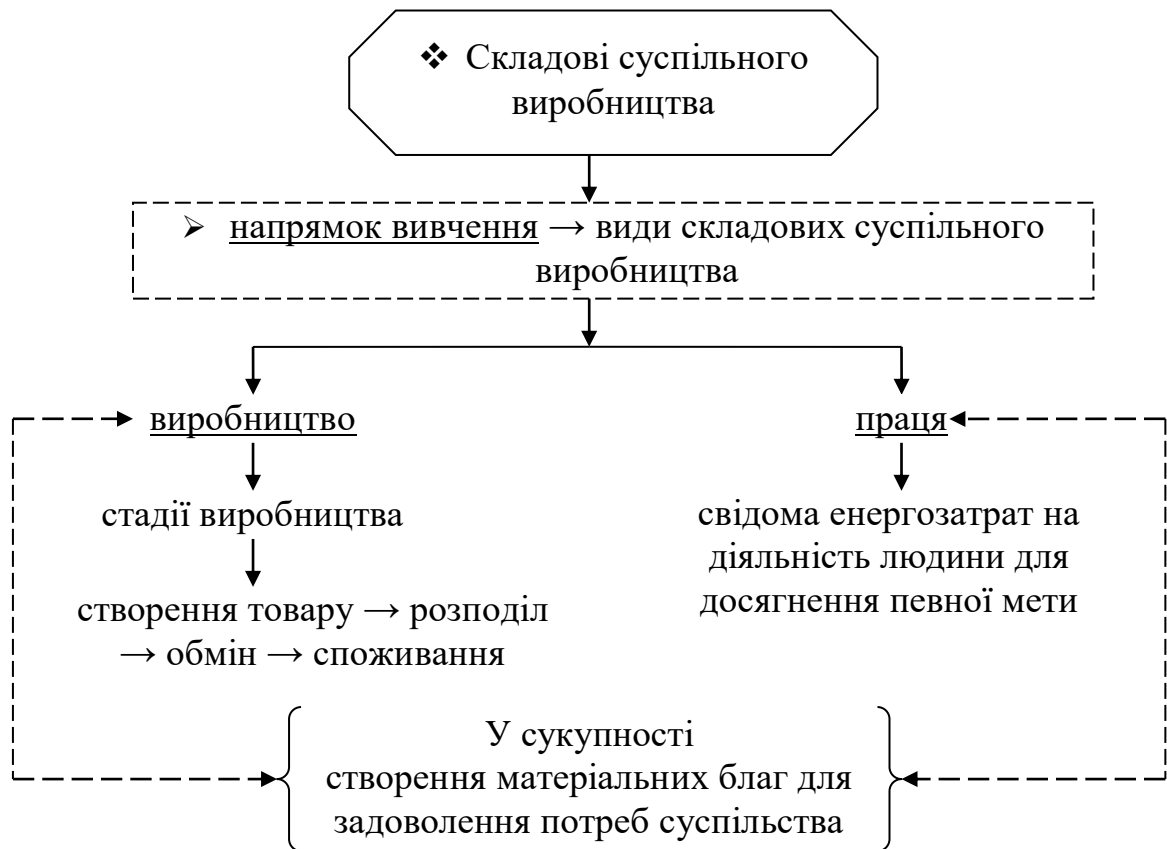 ❖ Складові суспільного
виробництва
➢ напрямок вивчення → види складових суспільного
виробництва
виробництво
праця
стадії виробництва
створення товару → розподіл
→ обмін → споживання
свідома енергозатрат на
діяльність людини для
досягнення певної мети
У сукупності
створення матеріальних благ для
задоволення потреб суспільства